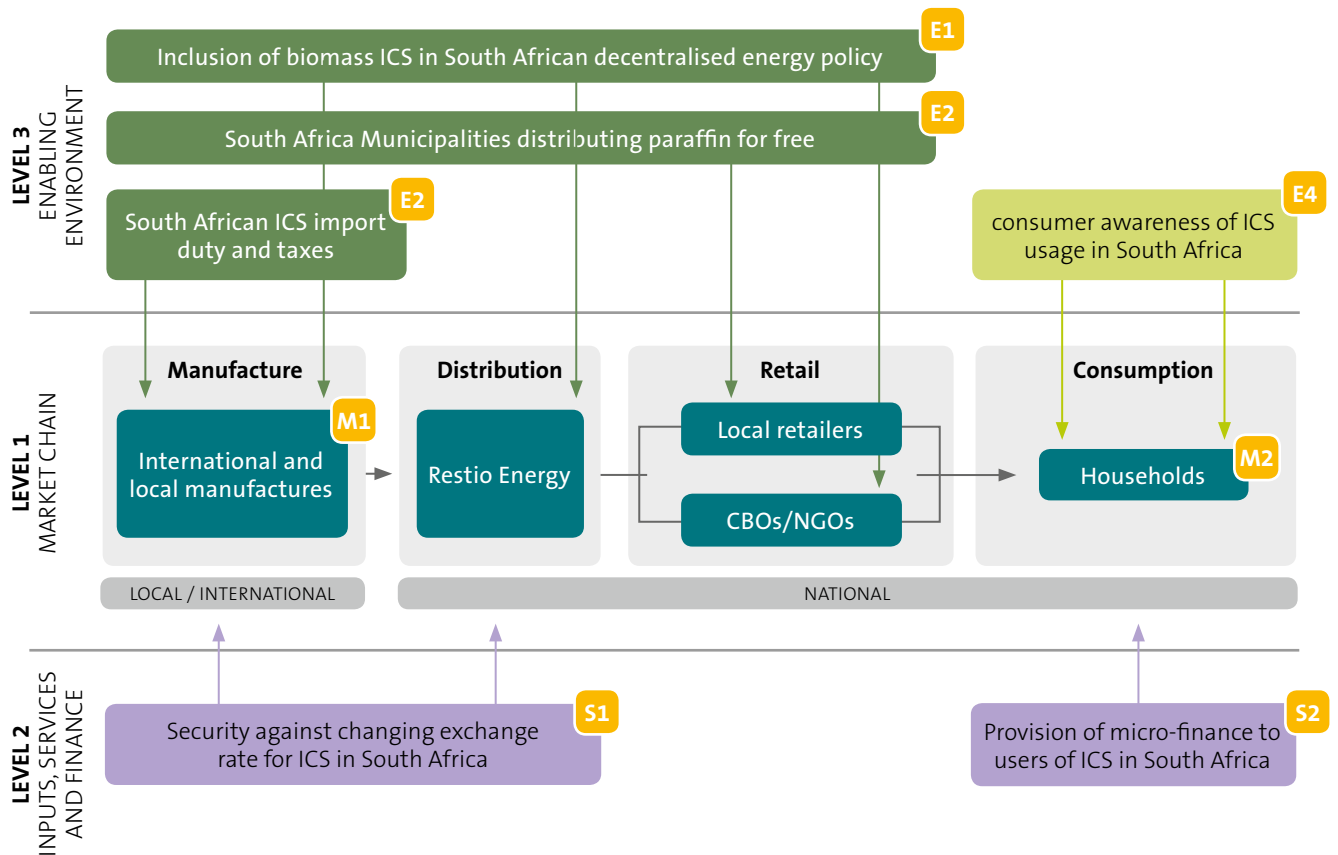 LEVEL 3
ENABLING
ENVIRONMENT
Inclusion of biomass ICS in South African decentralised energy policy
E1
South Africa Municipalities distributing paraffin for free
E2
South African ICS import
duty and taxes
E2
consumer awareness of ICS
usage in South Africa
E4
LEVEL 1
MARKET CHAIN
Manufacture
International and
local manufactures
M1
Distribution
Restio Energy
Retail
Local retailers
CBOs/NGOs
Consumption
Households
M2
LOCAL / INTERNATIONAL
NATIONAL
LEVEL 2
INPUTS, SERVICES
AND FINANCE
Security against changing exchange
rate for ICS in South Africa
S1
Provision of micro-finance to
users of ICS in South Africa
S2